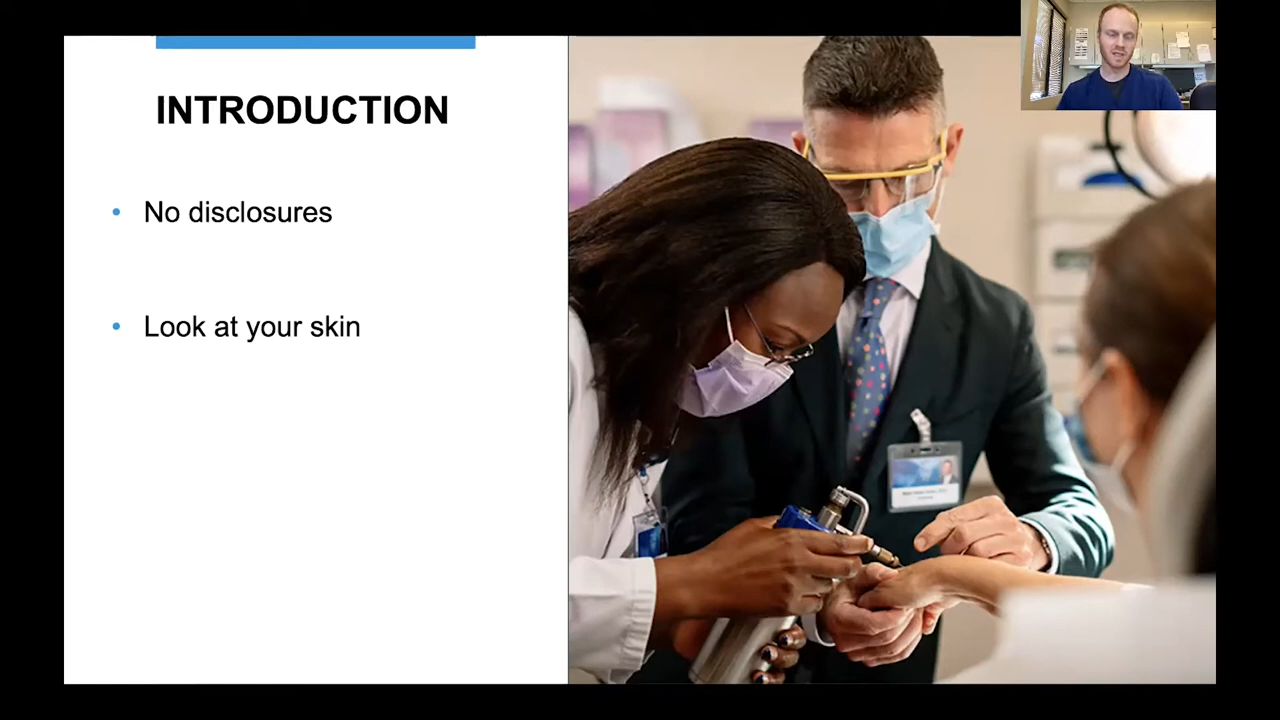 INTRODUCTION
• No disclosures
• Look at your skin